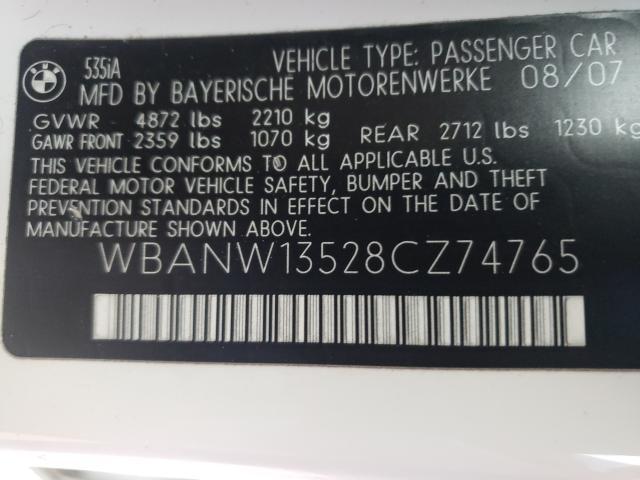 BMW
535iA
VEHICLE TYPE: PASSENGER CAR
MFD BY BAYERISCHE MOTORENWERKE 08/07
GVWR 4872 lbs 2210 kg
GAWR FRONT 2359 lbs 1070 kg REAR 2712 lbs 1230 kg
THIS VEHICLE CONFORMS TO ALL APPLICABLE U.S.
FEDERAL MOTOR VEHICLE SAFETY, BUMPER AND THEFT
PREVENTION STANDARDS IN EFFECT ON THE DATE OF
MANUFACTURE SHOWN ABOVE.
WBANW13528CZ74765